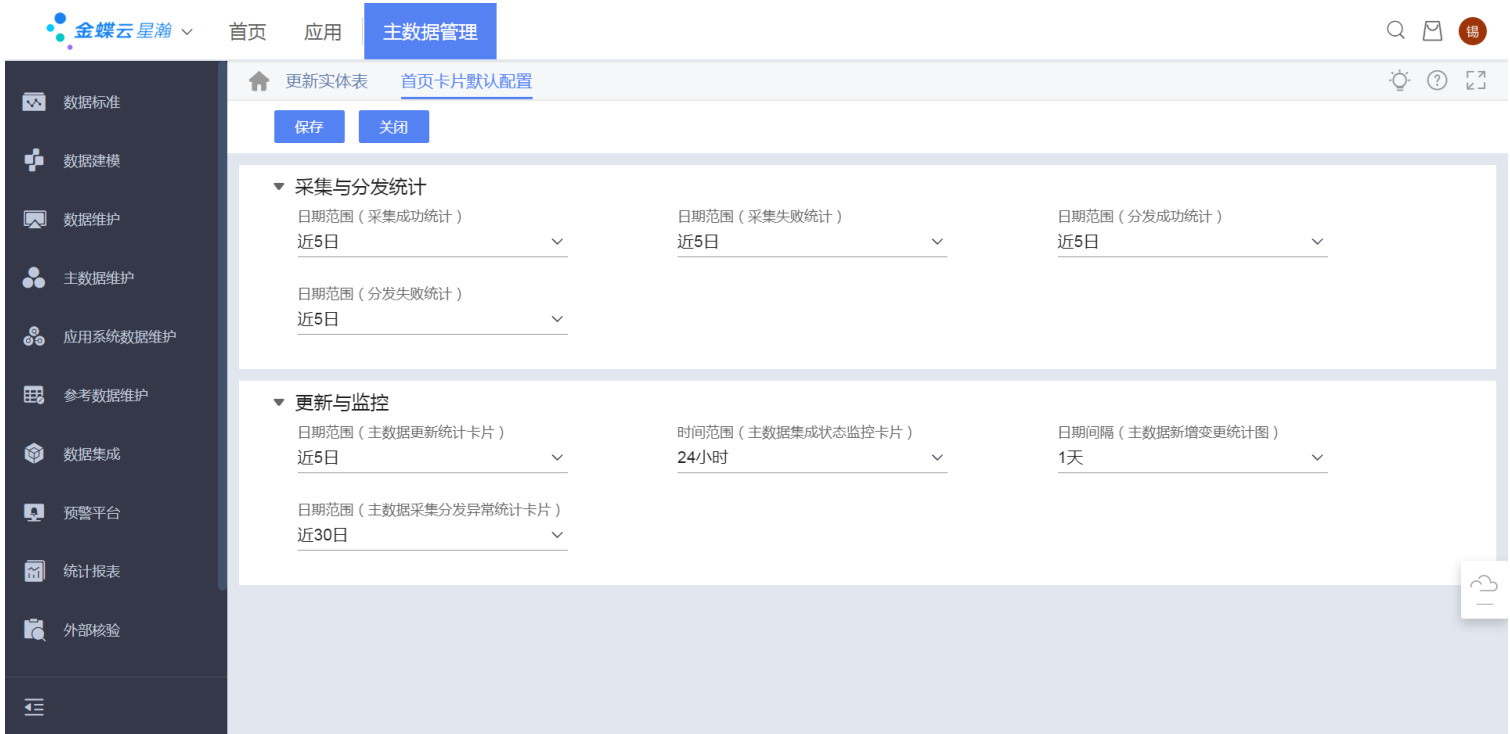 金蝶云 星瀚 首页 应用 主数据管理 锡
更新实体表 首页卡片默认配置
数据标准
数据建模
数据维护
主数据维护
应用系统数据维护
参考数据维护
数据集成
预警平台
统计报表
外部核验
保存 关闭
采集与分发统计
日期范围（采集成功统计） 日期范围（采集失败统计） 日期范围（分发成功统计）
近5日 近5日 近5日
日期范围（分发失败统计）
近5日
更新与监控
日期范围（主数据更新统计卡片） 时间范围（主数据集成状态监控卡片） 日期间隔（主数据新增变更统计图）
近5日 24小时 1天
日期范围（主数据采集分发异常统计卡片）
近30日